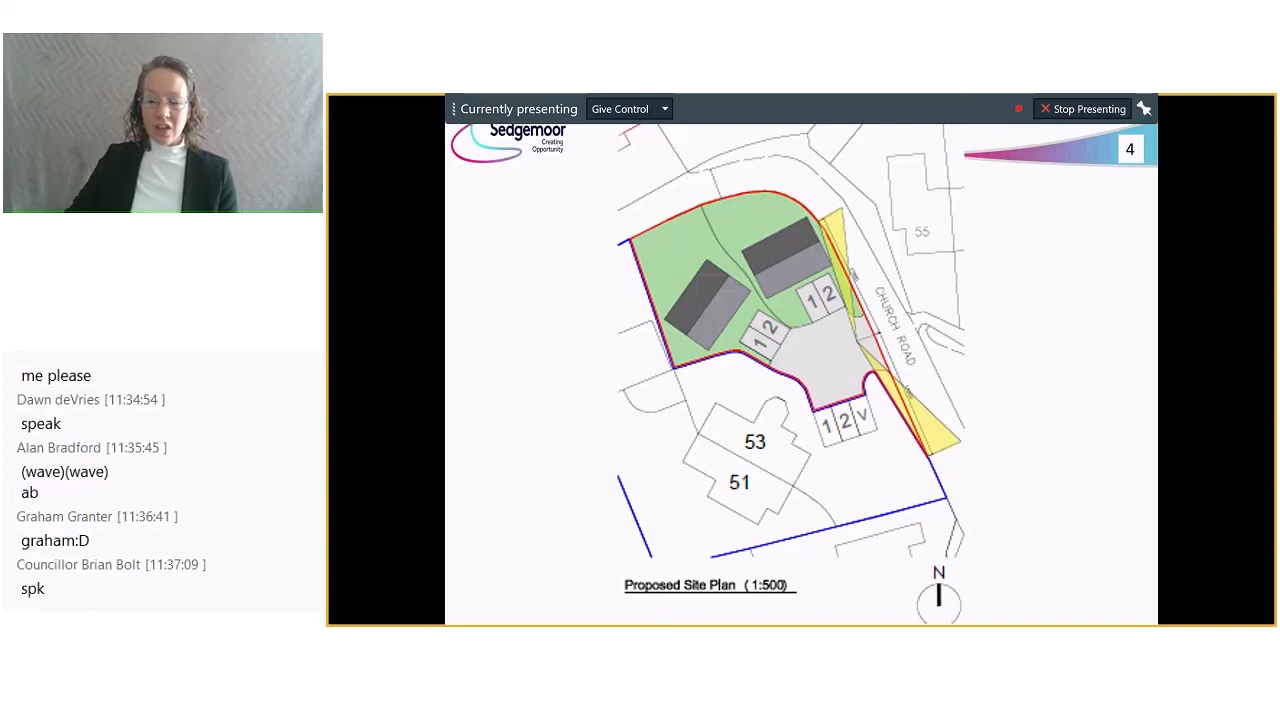 Currently presenting
Give Control
Stop Presenting
Sedgemoor
Creating
Opportunity
4
55
CHURCH ROAD
1 2
1 2
1 2 V
53
51
N
Proposed Site Plan ( 1:500)
me please
Dawn deVries [11:34:54 ]
speak
Alan Bradford [11:35:45 ]
(wave)(wave)
ab
Graham Granter [11:36:41 ]
graham:D
Councillor Brian Bolt [11:37:09 ]
spk